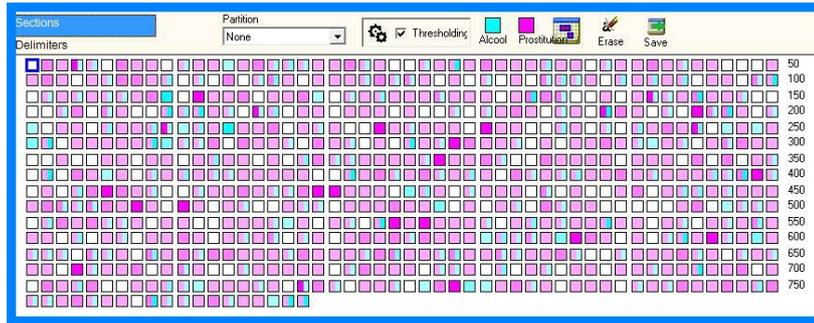 Sections
Delimiters
Partition
None
Thresholding
Alcool
Prostitution
Erase
Save
50
100
150
200
250
300
350
400
450
500
550
600
650
700
750